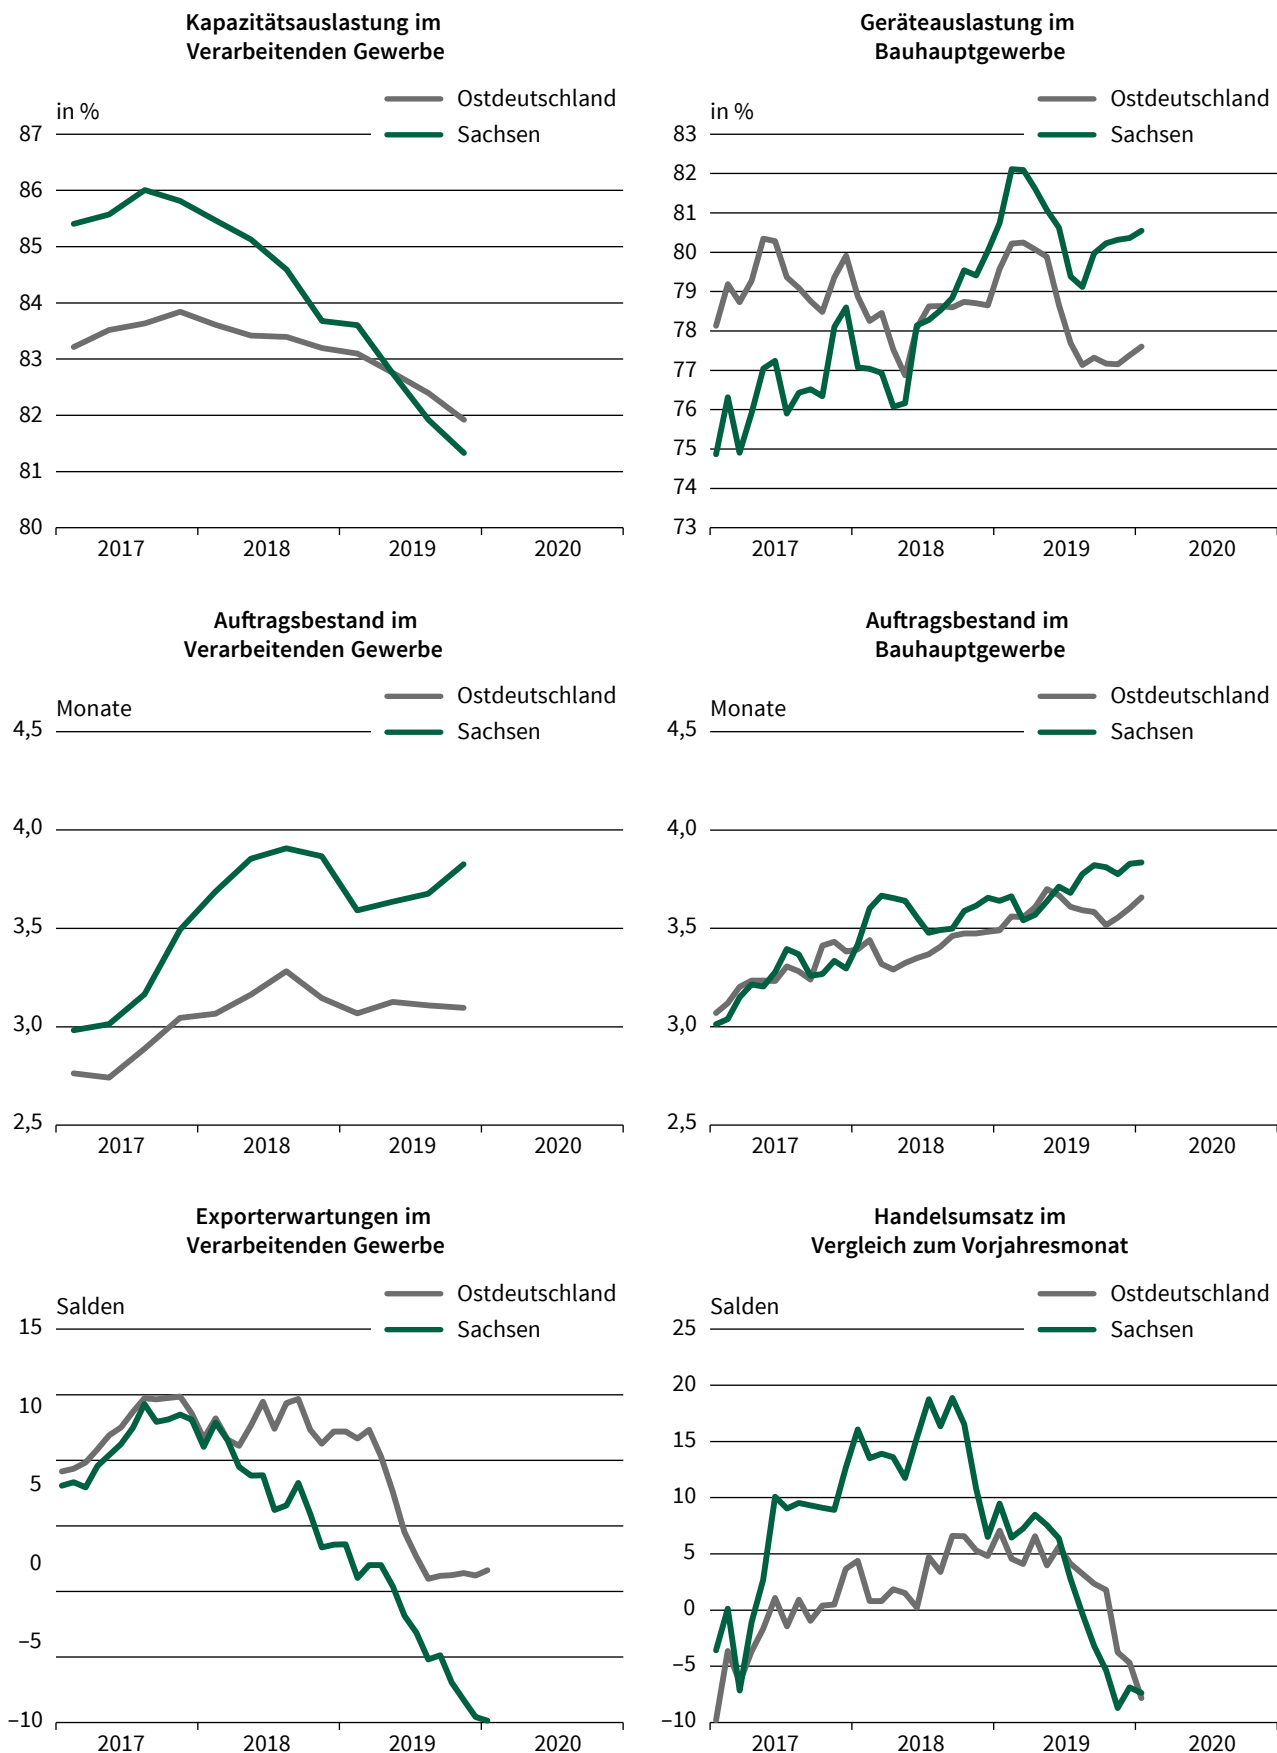 Kapazitätsauslastung im
Verarbeitenden Gewerbe
in %
Ostdeutschland
Sachsen
87
86
85
84
83
82
81
80
2017
2018
2019
2020
Geräteauslastung im
Bauhauptgewerbe
in %
Ostdeutschland
Sachsen
83
82
81
80
79
78
77
76
75
74
73
2017
2018
2019
2020
Auftragsbestand im
Verarbeitenden Gewerbe
Monate
Ostdeutschland
Sachsen
4,5
4,0
3,5
3,0
2,5
2017
2018
2019
2020
Auftragsbestand im
Bauhauptgewerbe
Monate
Ostdeutschland
Sachsen
4,5
4,0
3,5
3,0
2,5
2017
2018
2019
2020
Exporterwartungen im
Verarbeitenden Gewerbe
Salden
Ostdeutschland
Sachsen
15
10
5
0
–5
–10
2017
2018
2019
2020
Handelsumsatz im
Vergleich zum Vorjahresmonat
Salden
Ostdeutschland
Sachsen
25
20
15
10
5
0
–5
–10
2017
2018
2019
2020